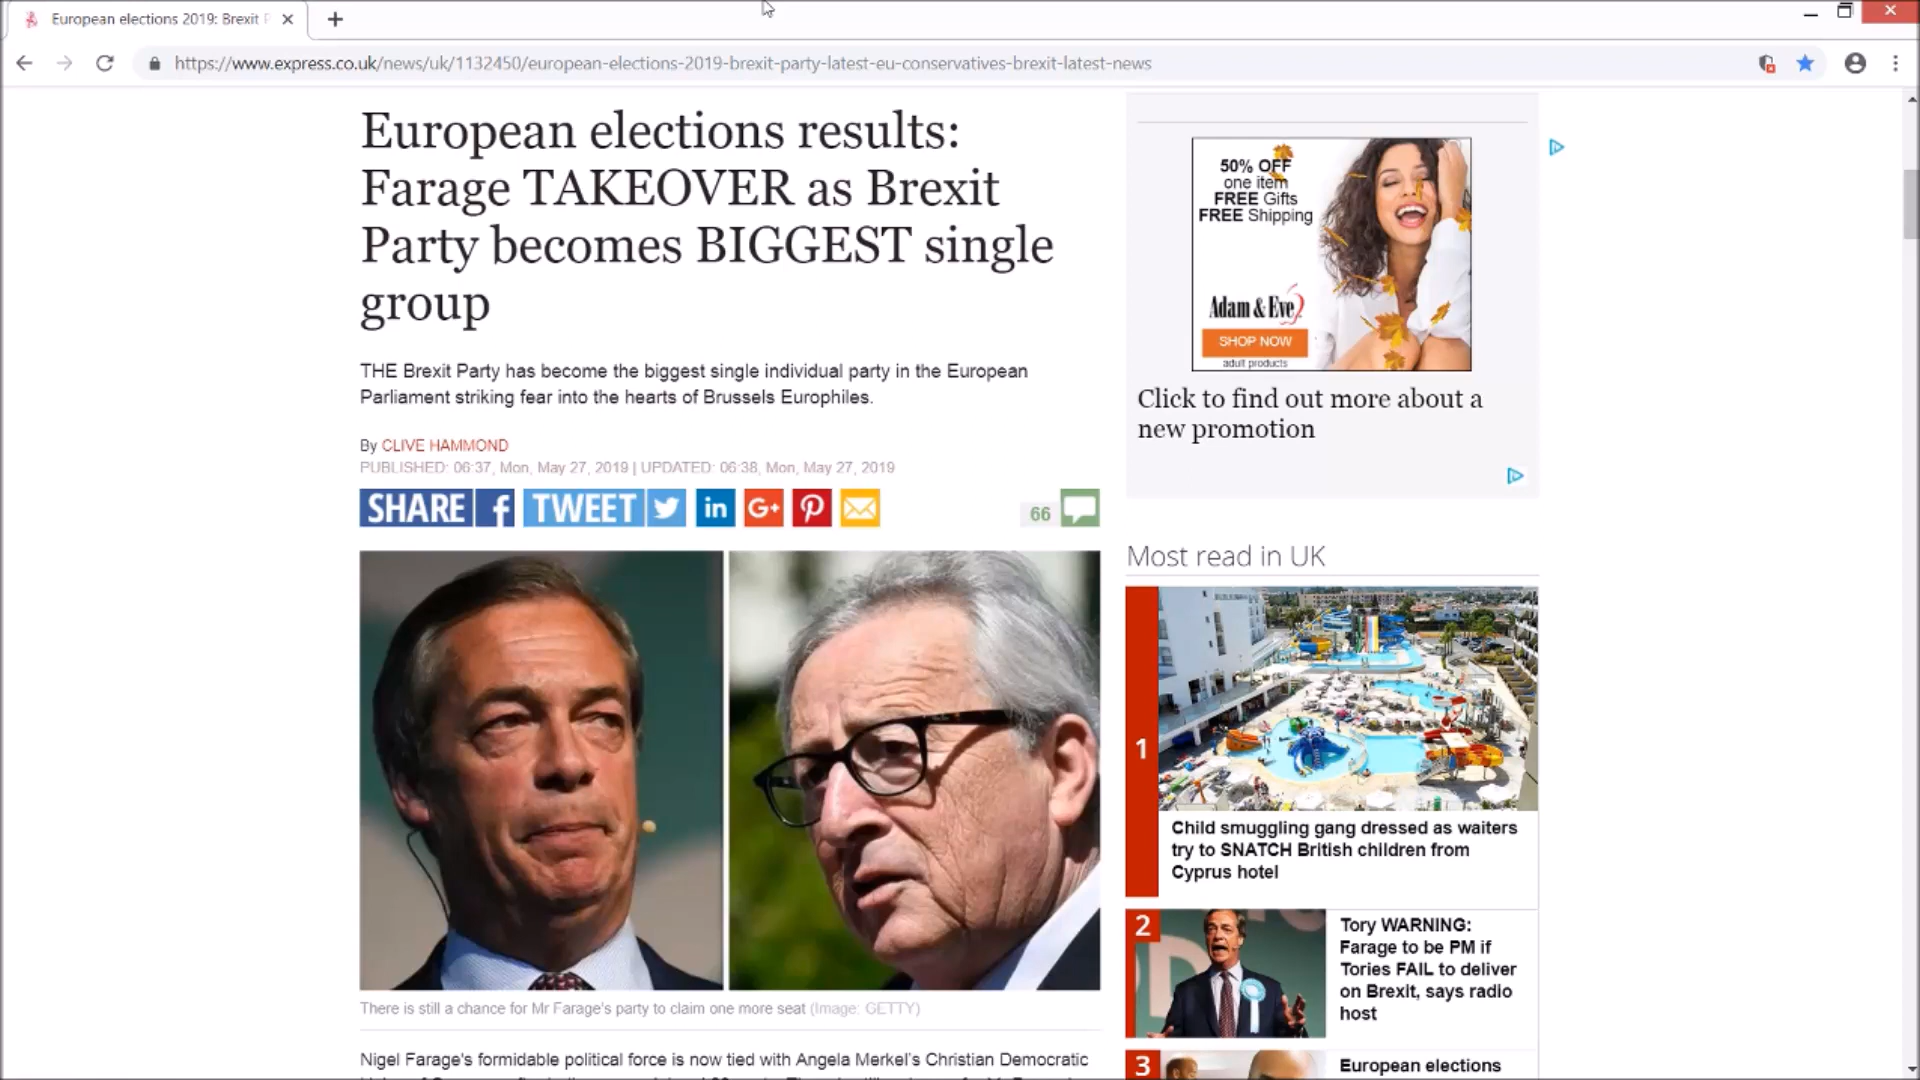 European elections 2019: Brexit P
https://www.express.co.uk/news/uk/1132450/european-elections-2019-brexit-party-latest-eu-conservatives-brexit-latest-news
European elections results:
Farage TAKEOVER as Brexit
Party becomes BIGGEST single
group
THE Brexit Party has become the biggest single individual party in the European
Parliament striking fear into the hearts of Brussels Europhiles.
By CLIVE HAMMOND
PUBLISHED: 06:37, Mon, May 27, 2019 | UPDATED: 06:38, Mon, May 27, 2019
SHARE f TWEET in G+ 66
There is still a chance for Mr Farage's party to claim one more seat (Image: GETTY)
Nigel Farage's formidable political force is now tied with Angela Merkel's Christian Democratic
50% OFF
one item
FREE Gifts
FREE Shipping
Adam & Eve
SHOP NOW
adult products
Click to find out more about a
new promotion
Most read in UK
1
Child smuggling gang dressed as waiters
try to SNATCH British children from
Cyprus hotel
2
Tory WARNING:
Farage to be PM if
Tories FAIL to deliver
on Brexit, says radio
host
3
European elections